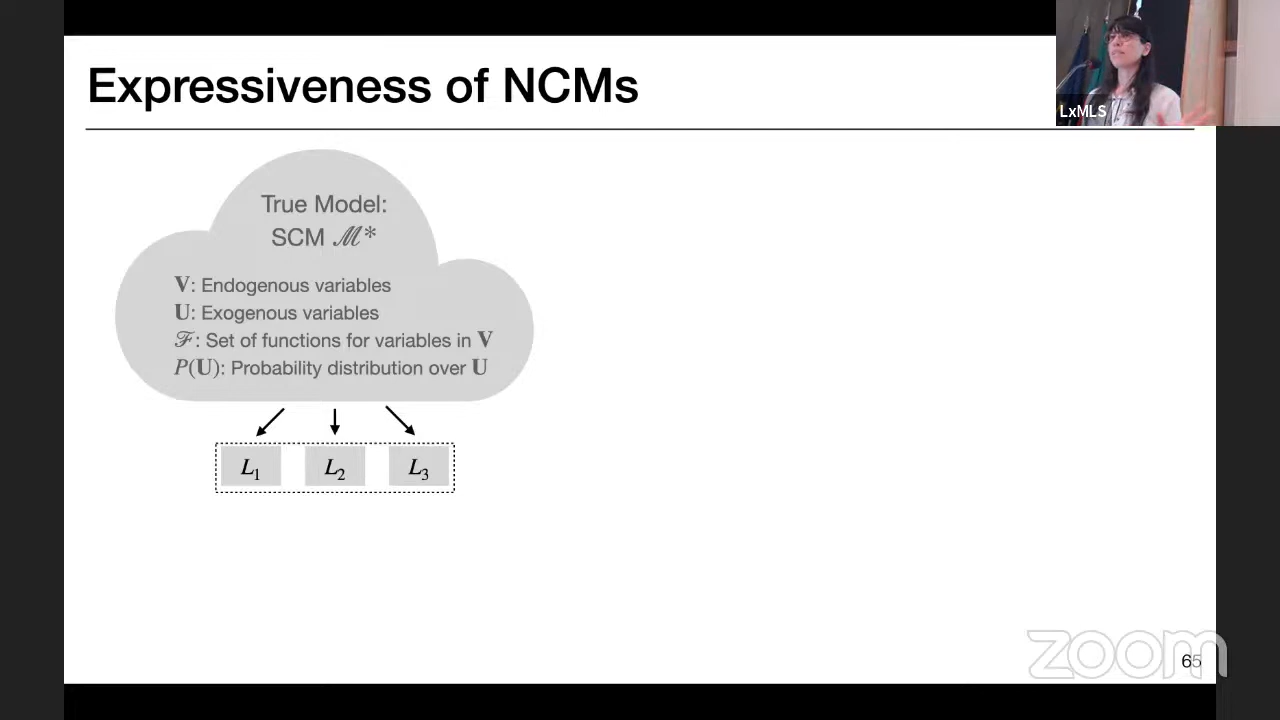 Expressiveness of NCMs
LxMLS
True Model:
SCM ℳ*
V: Endogenous variables
U: Exogenous variables
ℱ: Set of functions for variables in V
P(U): Probability distribution over U
L₁ L₂ L₃
zoom
65